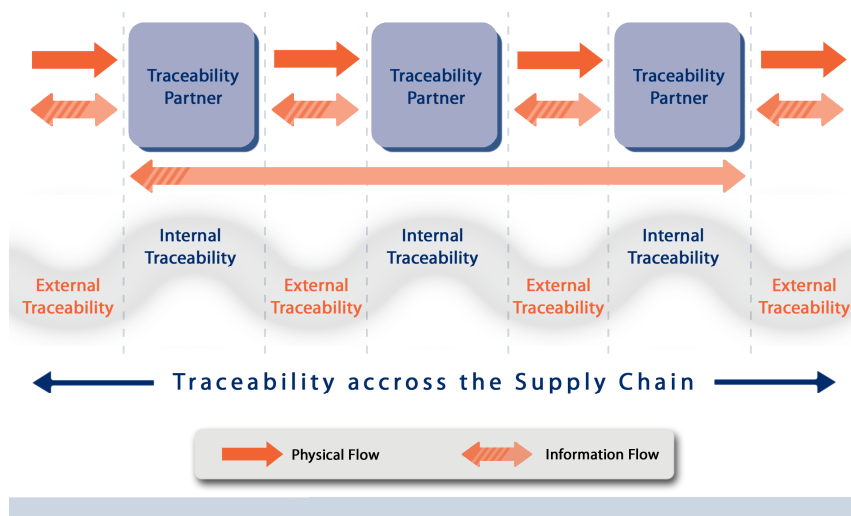 Traceability
Partner
Traceability
Partner
Traceability
Partner
Internal
Traceability
Internal
Traceability
Internal
Traceability
External
Traceability
External
Traceability
External
Traceability
External
Traceability
Traceability accross the Supply Chain
Physical Flow
Information Flow